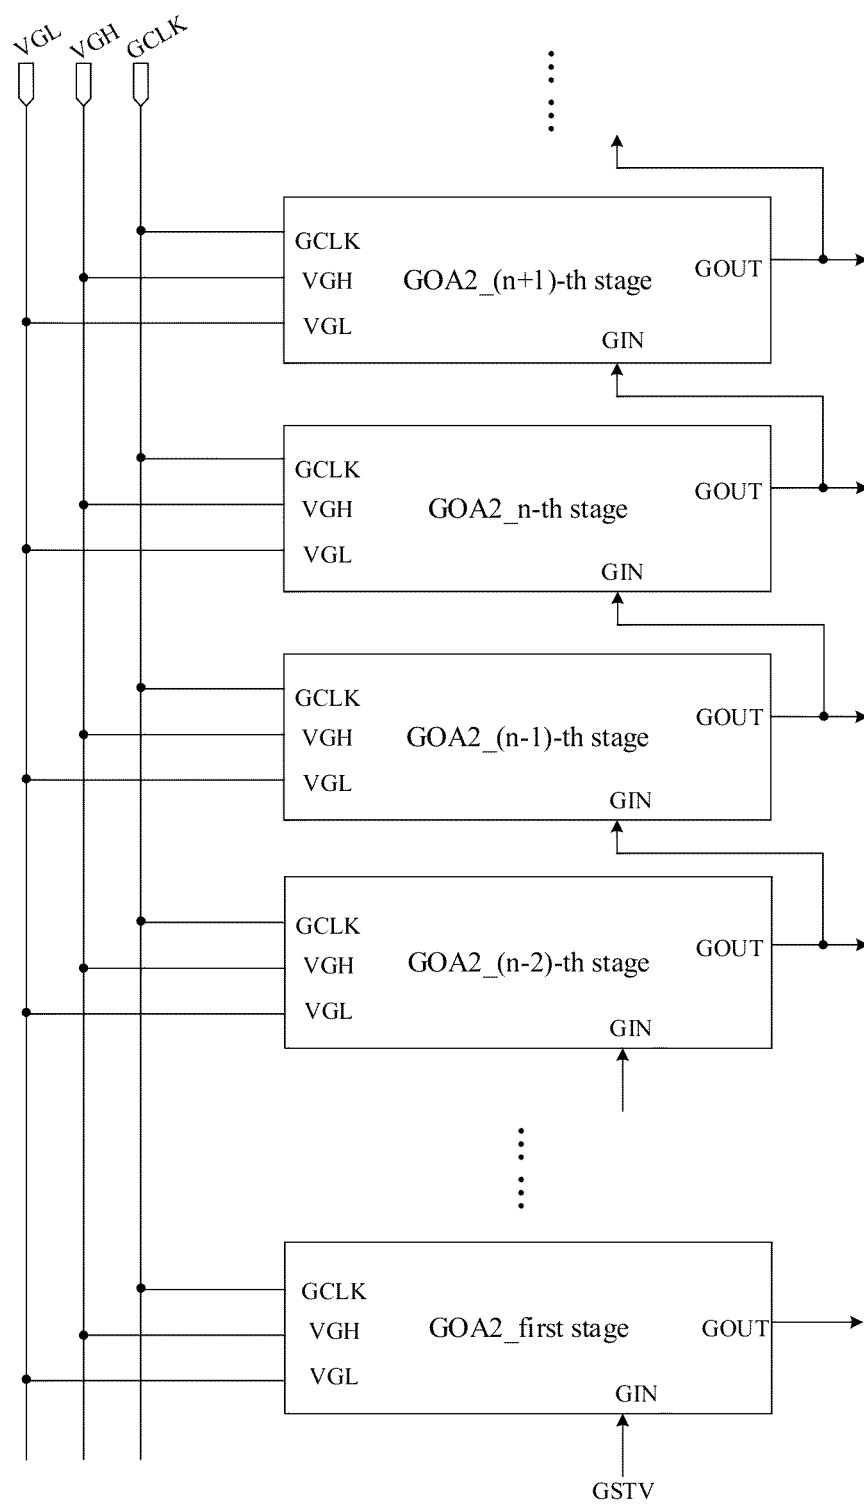 VGL
VGH
GCLK
GCLK
VGH
VGL
GOA2_(n+1)-th stage
GOUT
GIN
GCLK
VGH
VGL
GOA2_n-th stage
GOUT
GIN
GCLK
VGH
VGL
GOA2_(n-1)-th stage
GOUT
GIN
GCLK
VGH
VGL
GOA2_(n-2)-th stage
GOUT
GIN
GCLK
VGH
VGL
GOA2_first stage
GOUT
GIN
GSTV